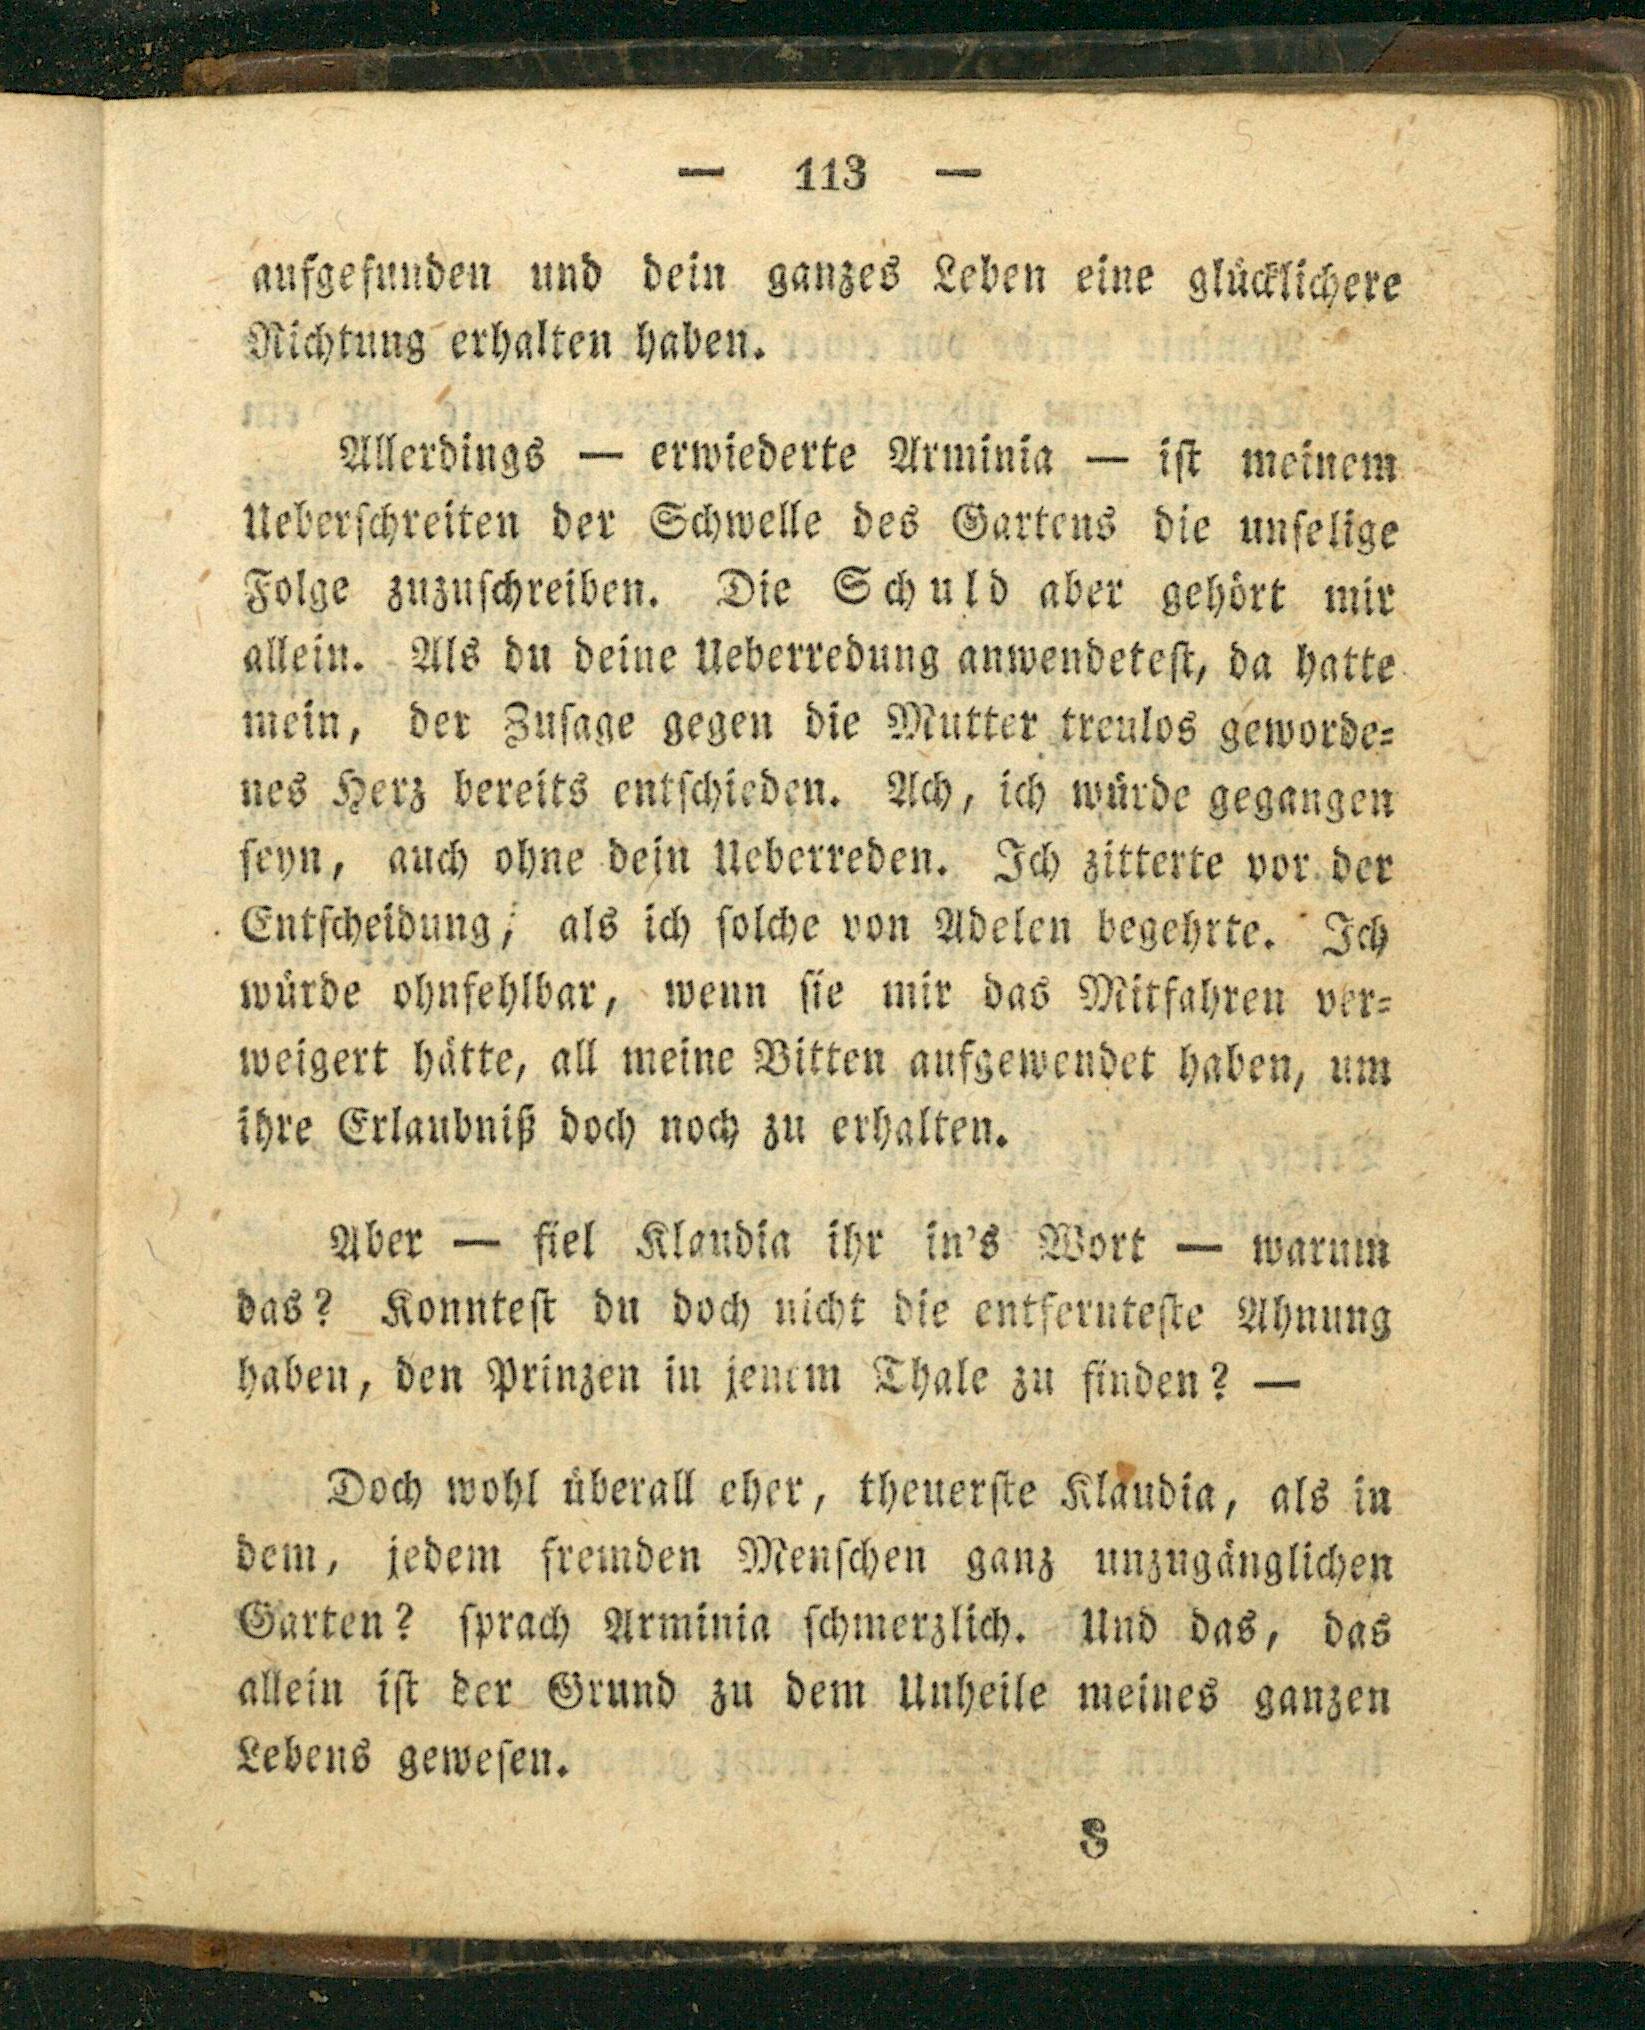 — 113 —
aufgefunden und dein ganzes Leben eine glücklichere
Richtung erhalten haben.
Allerdings — erwiederte Arminia — iſt meinem
Ueberſchreiten der Schwelle des Gartens die unſelige
Folge zuzuſchreiben. Die Schuld aber gehört mir
allein. Als du deine Ueberredung anwendeteſt, da hatte
mein, der Zuſage gegen die Mutter treulos geworde-
nes Herz bereits entſchieden. Ach, ich würde gegangen
ſeyn, auch ohne dein Ueberreden. Ich zitterte vor der
Entſcheidung, als ich ſolche von Adelen begehrte. Ich
würde ohnfehlbar, wenn ſie mir das Mitfahren ver-
weigert hätte, all meine Bitten aufgewendet haben, um
ihre Erlaubniß doch noch zu erhalten.
Aber — fiel Klaudia ihr in's Wort — warum
das? Konnteſt du doch nicht die entfernteſte Ahnung
haben, den Prinzen in jenem Thale zu finden? —
Doch wohl überall eher, theuerſte Klaudia, als in
dem, jedem fremden Menſchen ganz unzugänglichen
Garten? ſprach Arminia ſchmerzlich. Und das, das
allein iſt der Grund zu dem Unheile meines ganzen
Lebens geweſen.
8